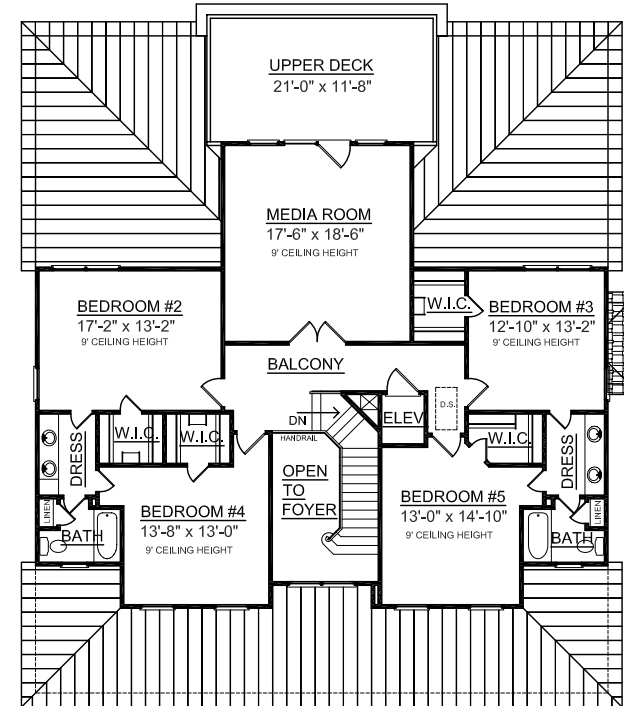 UPPER DECK
21'-0" x 11'-8"
MEDIA ROOM
17'-6" x 18'-6"
9' CEILING HEIGHT
BEDROOM #2
17'-2" x 13'-2"
9' CEILING HEIGHT
W.I.C.
BEDROOM #3
12'-10" x 13'-2"
9' CEILING HEIGHT
BALCONY
D.S.
DN
ELEV
HANDRAIL
W.I.C.
W.I.C.
W.I.C.
DRESS
DRESS
OPEN
TO
FOYER
BEDROOM #4
13'-8" x 13'-0"
9' CEILING HEIGHT
BEDROOM #5
13'-0" x 14'-10"
9' CEILING HEIGHT
LINEN
LINEN
BATH
BATH